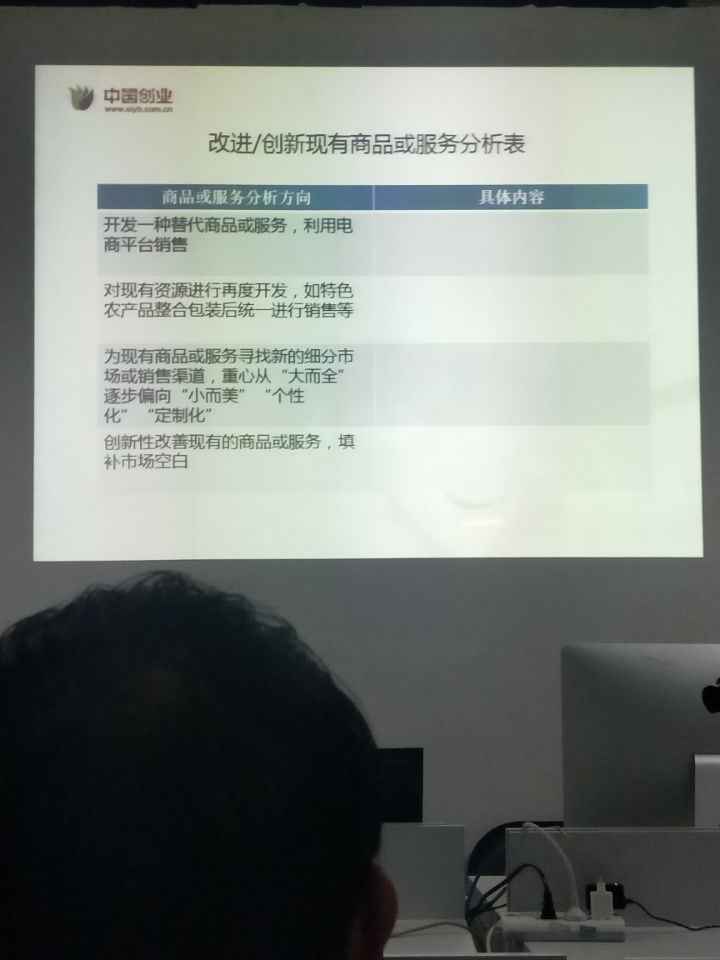 中国创业
www.siyb.com.cn
改进/创新现有商品或服务分析表
商品或服务分析方向
具体内容
开发一种替代商品或服务，利用电
商平台销售
对现有资源进行再度开发，如特色
农产品整合包装后统一进行销售等
为现有商品或服务寻找新的细分市
场或销售渠道，重心从“大而全”
逐步偏向“小而美”“个性
化”“定制化”
创新性改善现有的商品或服务，填
补市场空白